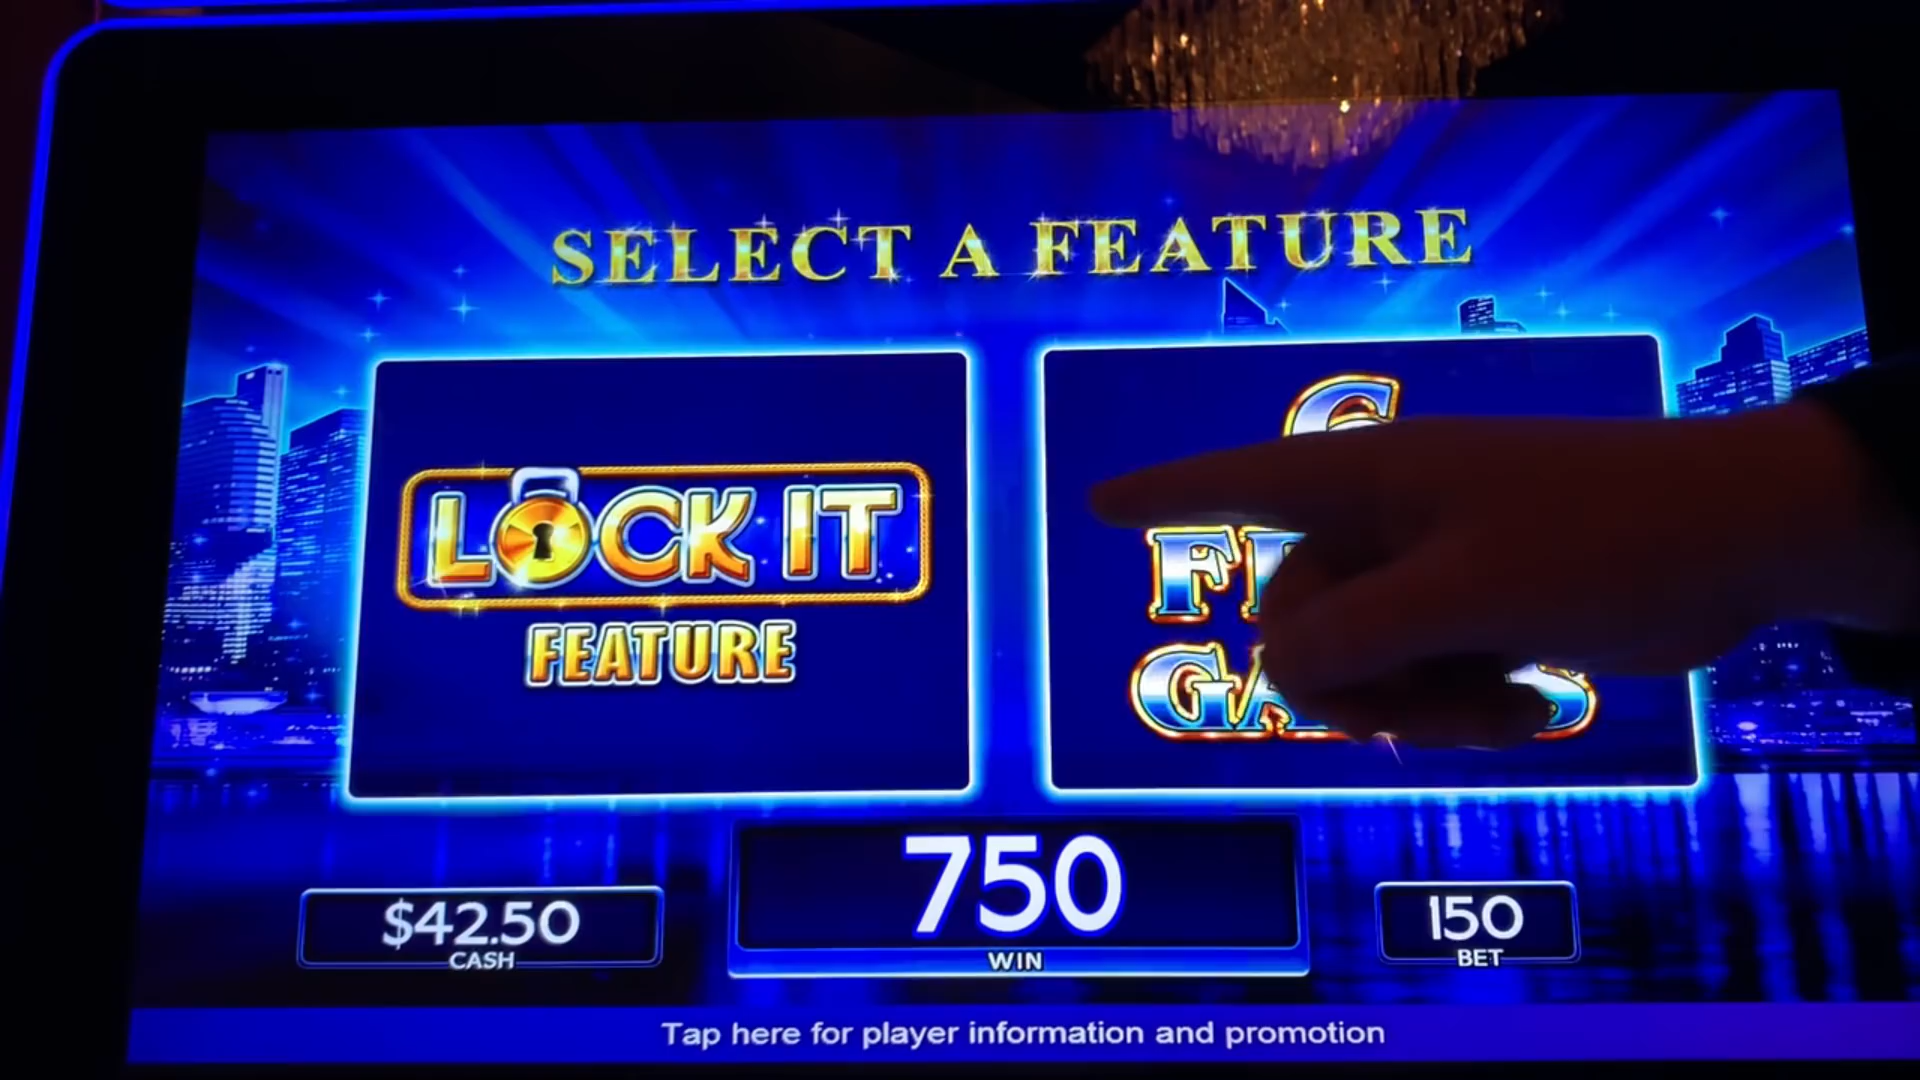 SELECT A FEATURE
LOCK IT
FEATURE
$42.50
CASH
750
WIN
150
BET
Tap here for player information and promotion